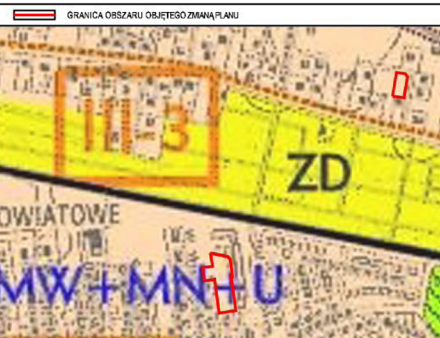 GRANICA OBSZARU OBJĘTEGO ZMIANĄ PLANU
III-3
ZD
OWIATOWE
MW+MN+U